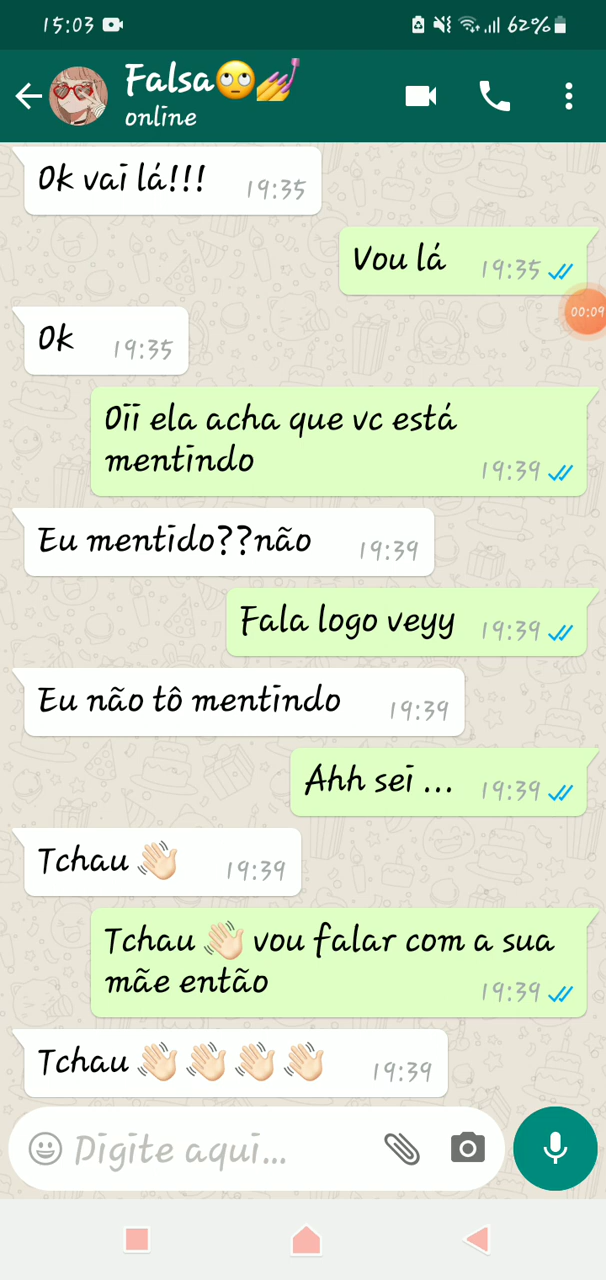 15:03 62%
Falsa🙄💅
online
Ok vai lá!!! 19:35
Vou lá 19:35
00:09
Ok 19:35
Oii ela acha que vc está
mentindo 19:39
Eu mentido??não 19:39
Fala logo veyy 19:39
Eu não tô mentindo 19:39
Ahh sei ... 19:39
Tchau 👋🏻 19:39
Tchau 👋🏻 vou falar com a sua
mãe então 19:39
Tchau 👋🏻👋🏻👋🏻👋🏻 19:39
Digite aqui...